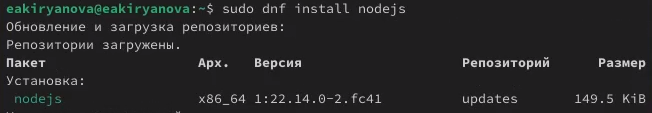 eakiryanova@eakiryanova:~$ sudo dnf install nodejs
Обновление и загрузка репозиториев:
Репозитории загружены.
Пакет Арх. Версия Репозиторий Размер
Установка:
nodejs x86_64 1:22.14.0-2.fc41 updates 149.5 KiB